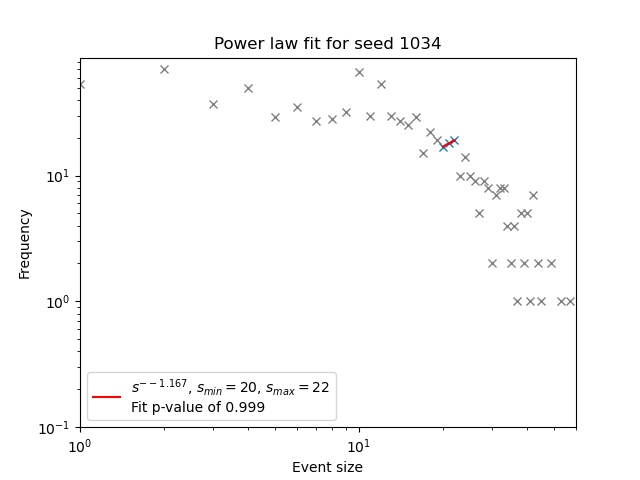 Power law fit for seed 1034
Frequency
10¹
10⁰
10⁻¹
s^{−−1.167}, s_{min} = 20, s_{max} = 22
Fit p-value of 0.999
10⁰
10¹
Event size